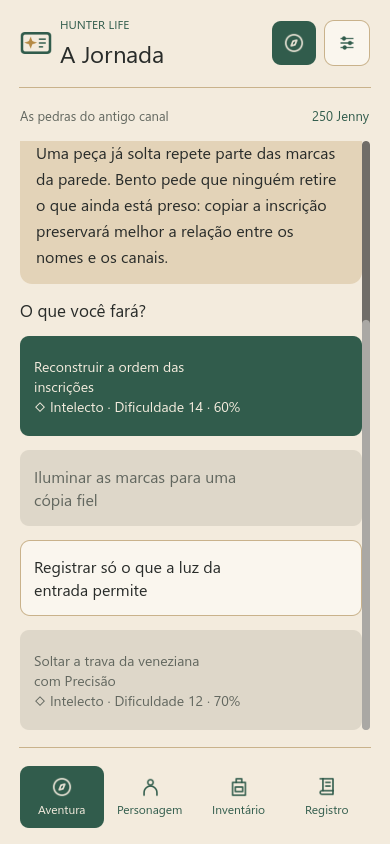 HUNTER LIFE
A Jornada
As pedras do antigo canal
250 Jenny
Uma peça já solta repete parte das marcas
da parede. Bento pede que ninguém retire
o que ainda está preso: copiar a inscrição
preservará melhor a relação entre os
nomes e os canais.
O que você fará?
Reconstruir a ordem das
inscrições
◇ Intelecto · Dificuldade 14 · 60%
Iluminar as marcas para uma
cópia fiel
Registrar só o que a luz da
entrada permite
Soltar a trava da veneziana
com Precisão
◇ Intelecto · Dificuldade 12 · 70%
Aventura
Personagem
Inventário
Registro